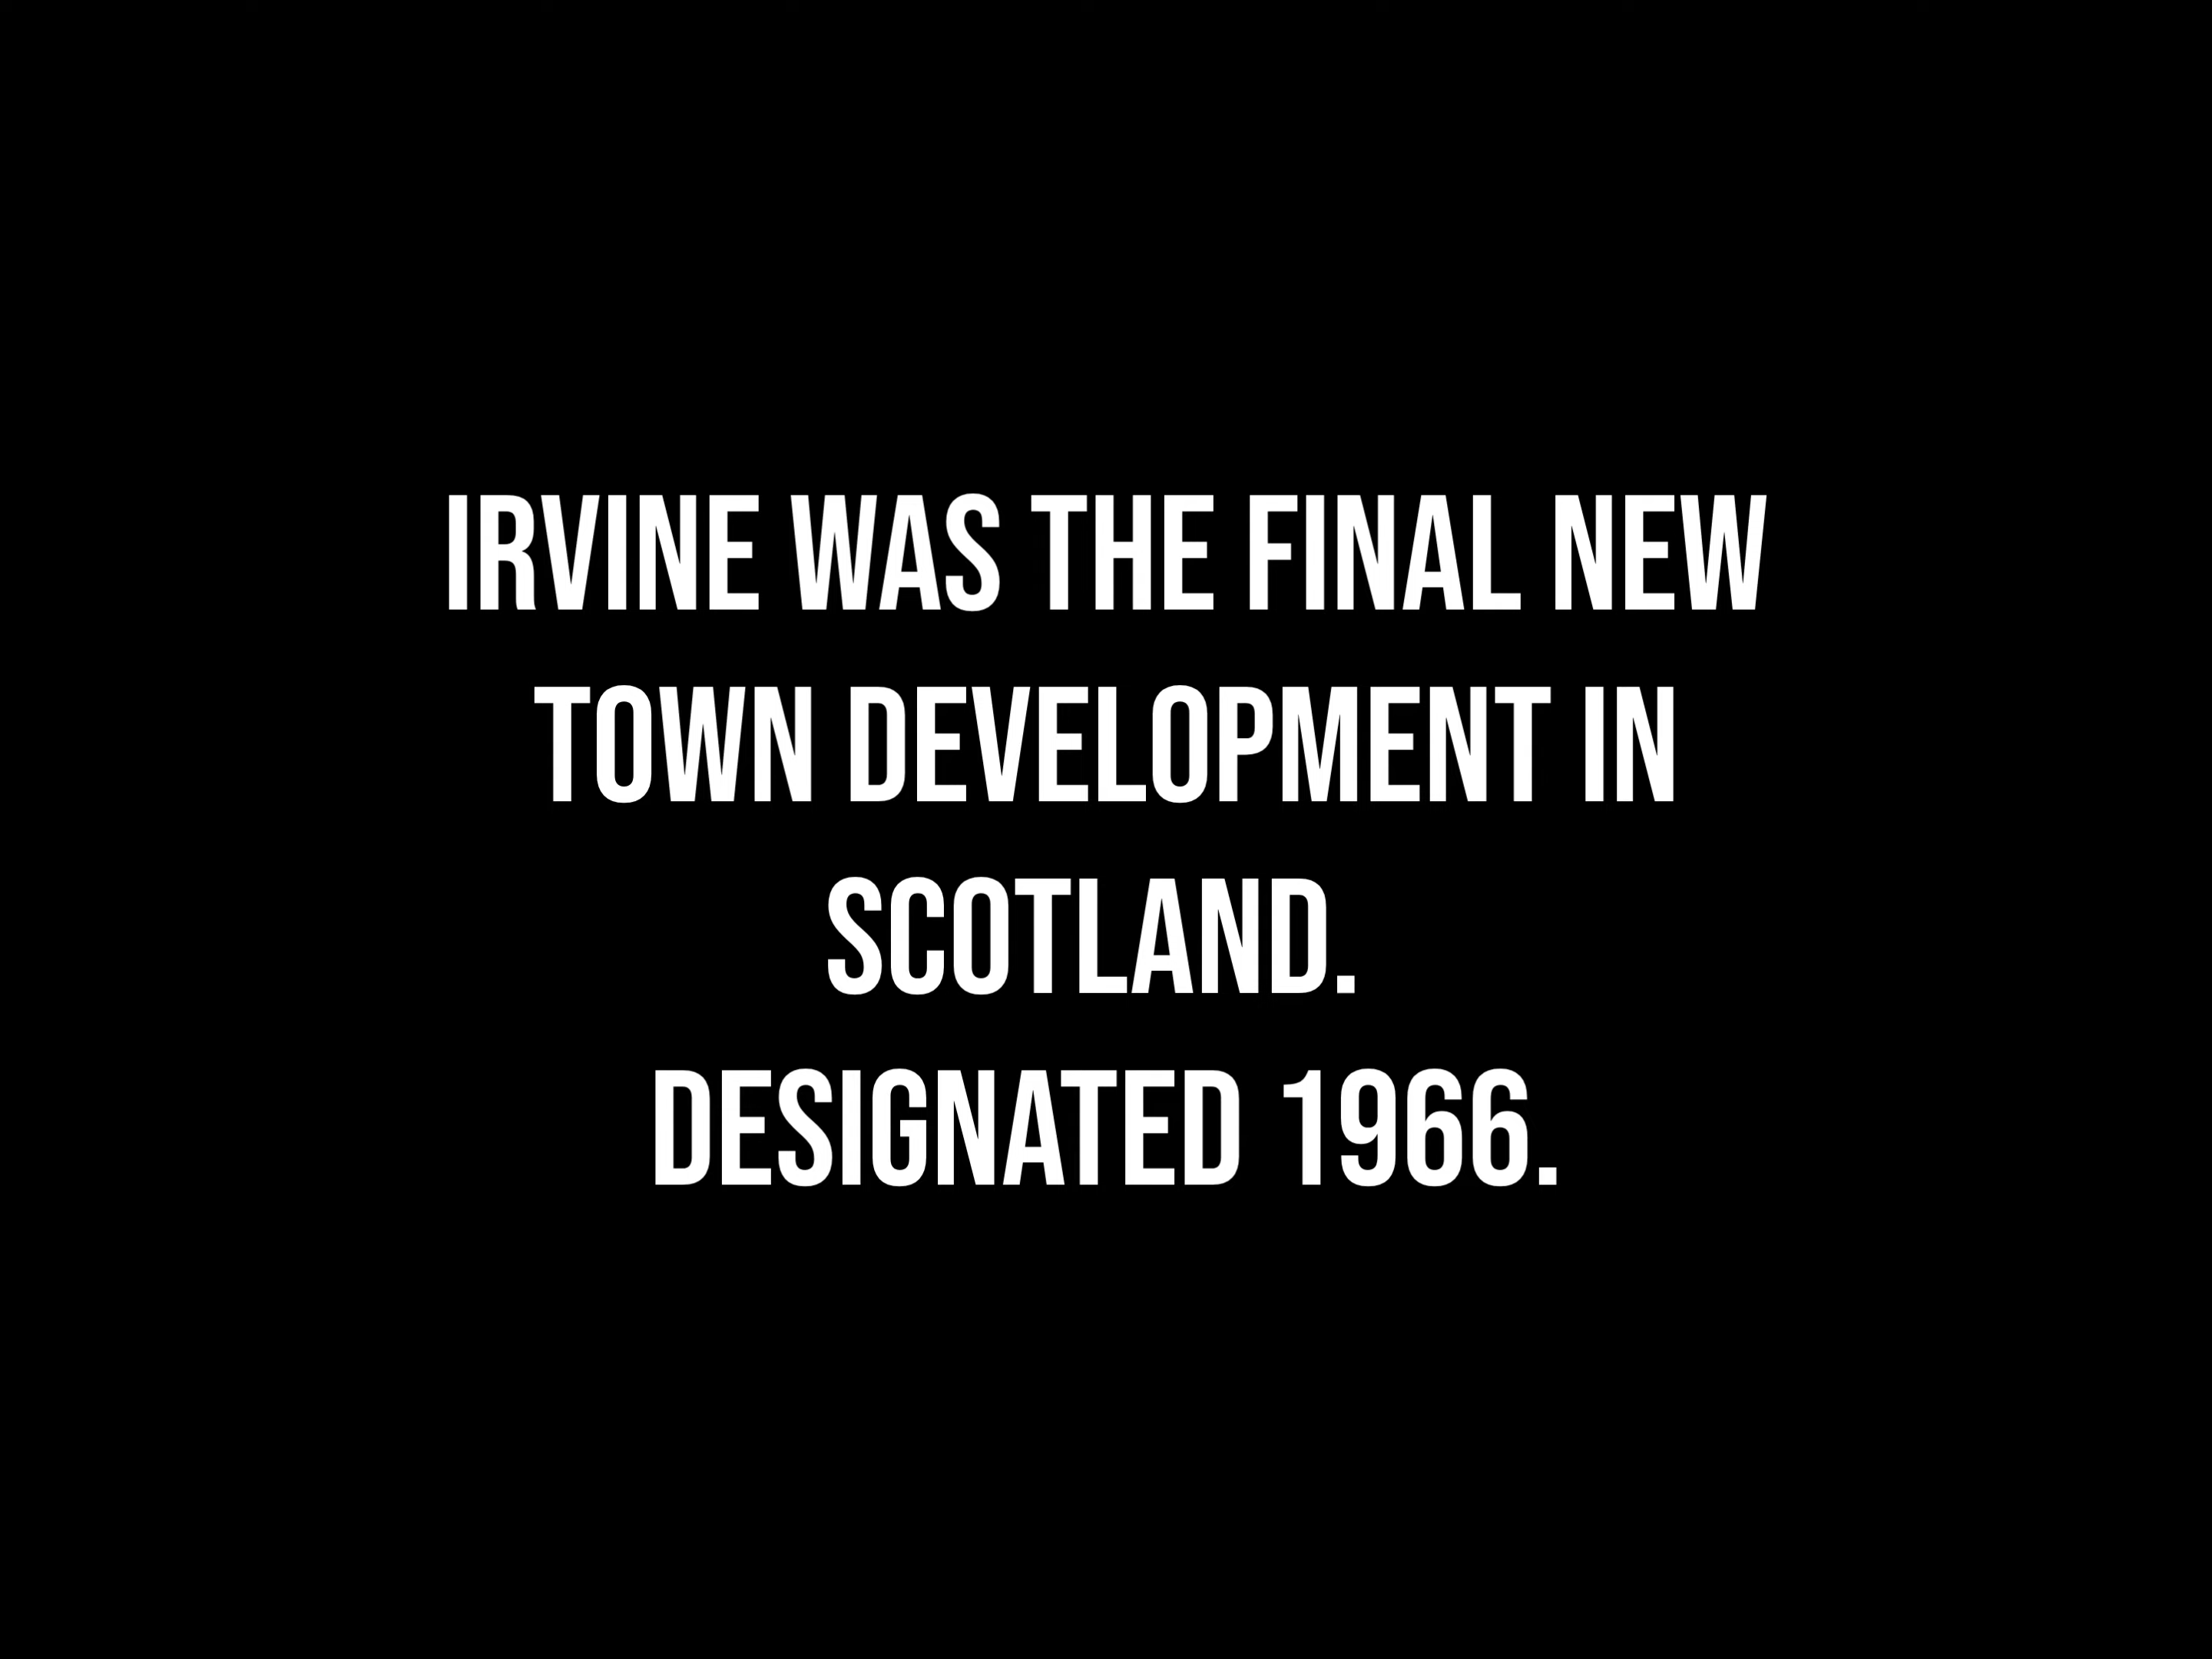 IRVINE WAS THE FINAL NEW
TOWN DEVELOPMENT IN
SCOTLAND.
DESIGNATED 1966.